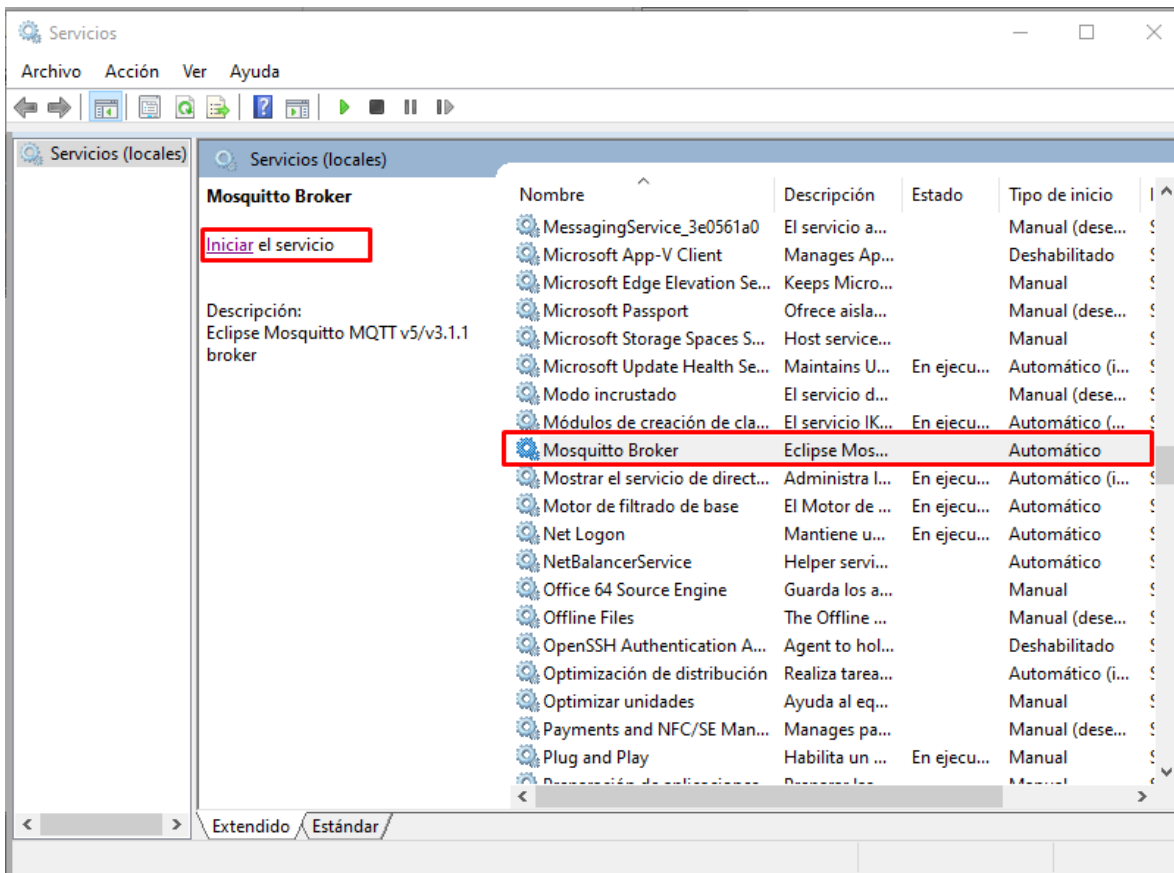 Servicios
Archivo Acción Ver Ayuda
Servicios (locales)
Servicios (locales)
Mosquitto Broker
Iniciar el servicio
Descripción:
Eclipse Mosquitto MQTT v5/v3.1.1
broker
Nombre Descripción Estado Tipo de inicio
MessagingService_3e0561a0 El servicio a... Manual (dese...
Microsoft App-V Client Manages Ap... Deshabilitado
Microsoft Edge Elevation Se... Keeps Micro... Manual
Microsoft Passport Ofrece aisla... Manual (dese...
Microsoft Storage Spaces S... Host service... Manual
Microsoft Update Health Se... Maintains U... En ejecu... Automático (i...
Modo incrustado El servicio d... Manual (dese...
Módulos de creación de cla... El servicio IK... En ejecu... Automático (...
Mosquitto Broker Eclipse Mos... Automático
Mostrar el servicio de direct... Administra l... En ejecu... Automático (i...
Motor de filtrado de base El Motor de ... En ejecu... Automático
Net Logon Mantiene u... En ejecu... Automático
NetBalancerService Helper servi... Automático
Office 64 Source Engine Guarda los a... Manual
Offline Files The Offline ... Manual (dese...
OpenSSH Authentication A... Agent to hol... Deshabilitado
Optimización de distribución Realiza tarea... Automático (i...
Optimizar unidades Ayuda al eq... Manual
Payments and NFC/SE Man... Manages pa... Manual (dese...
Plug and Play Habilita un ... En ejecu... Manual
Extendido Estándar